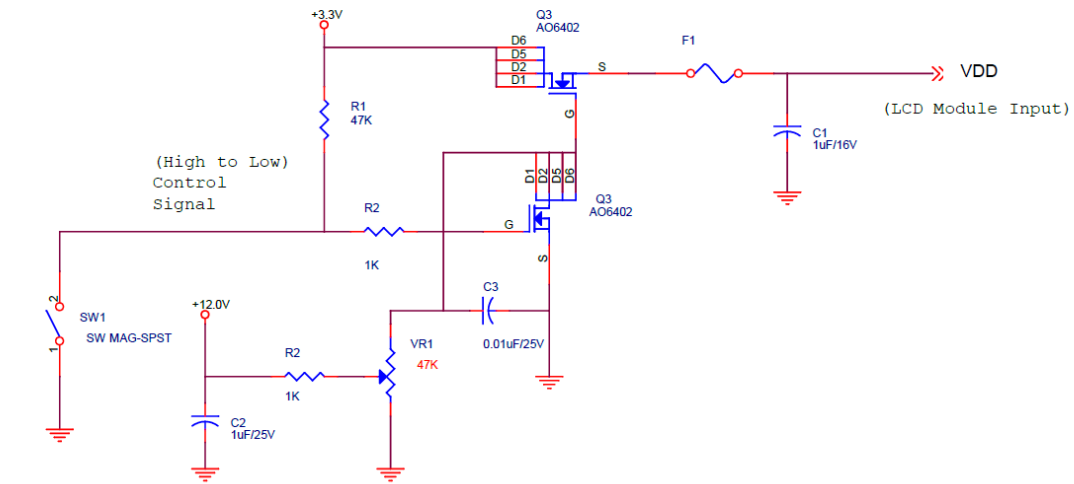 +3.3V
Q3
AO6402
D6
D5
D2
D1
S
G
F1
VDD
(LCD Module Input)
R1
47K
C1
1uF/16V
(High to Low)
Control
Signal
D1
D2
D5
D6
Q3
AO6402
G
S
R2
1K
2
1
SW1
SW MAG-SPST
+12.0V
C3
0.01uF/25V
VR1
47K
R2
1K
C2
1uF/25V